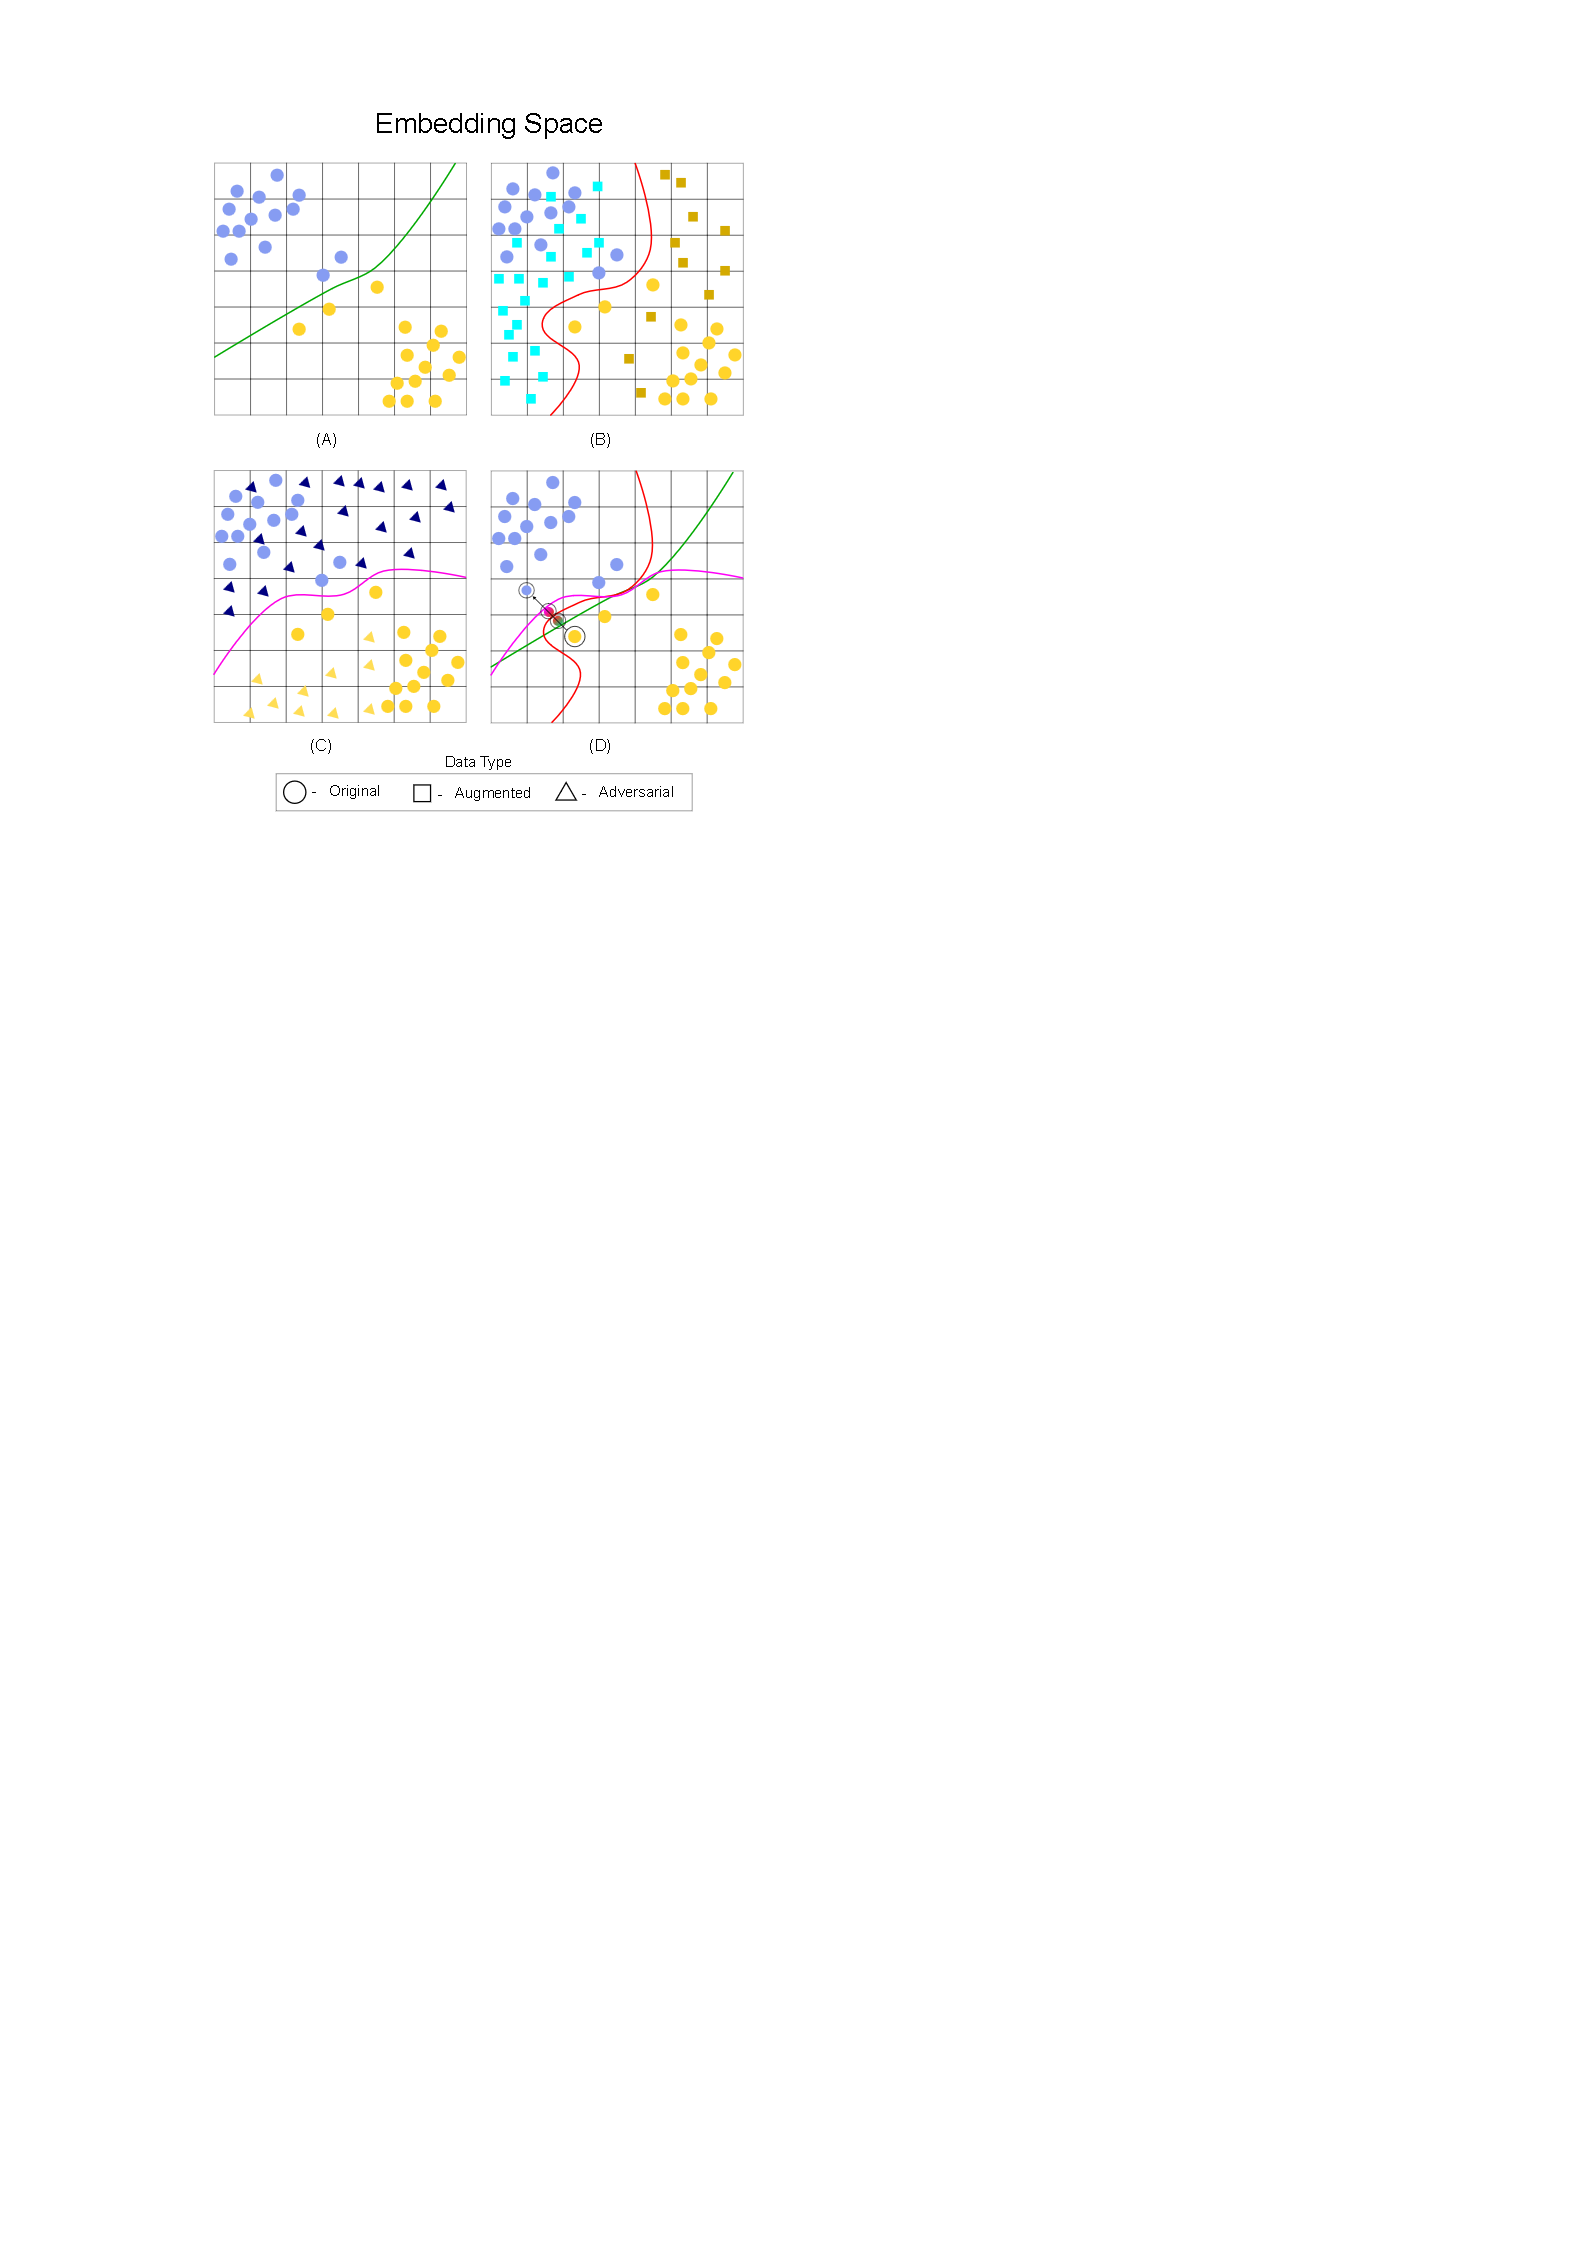 Embedding Space
(A)
(B)
(C)
(D)
Data Type
- Original
- Augmented
- Adversarial